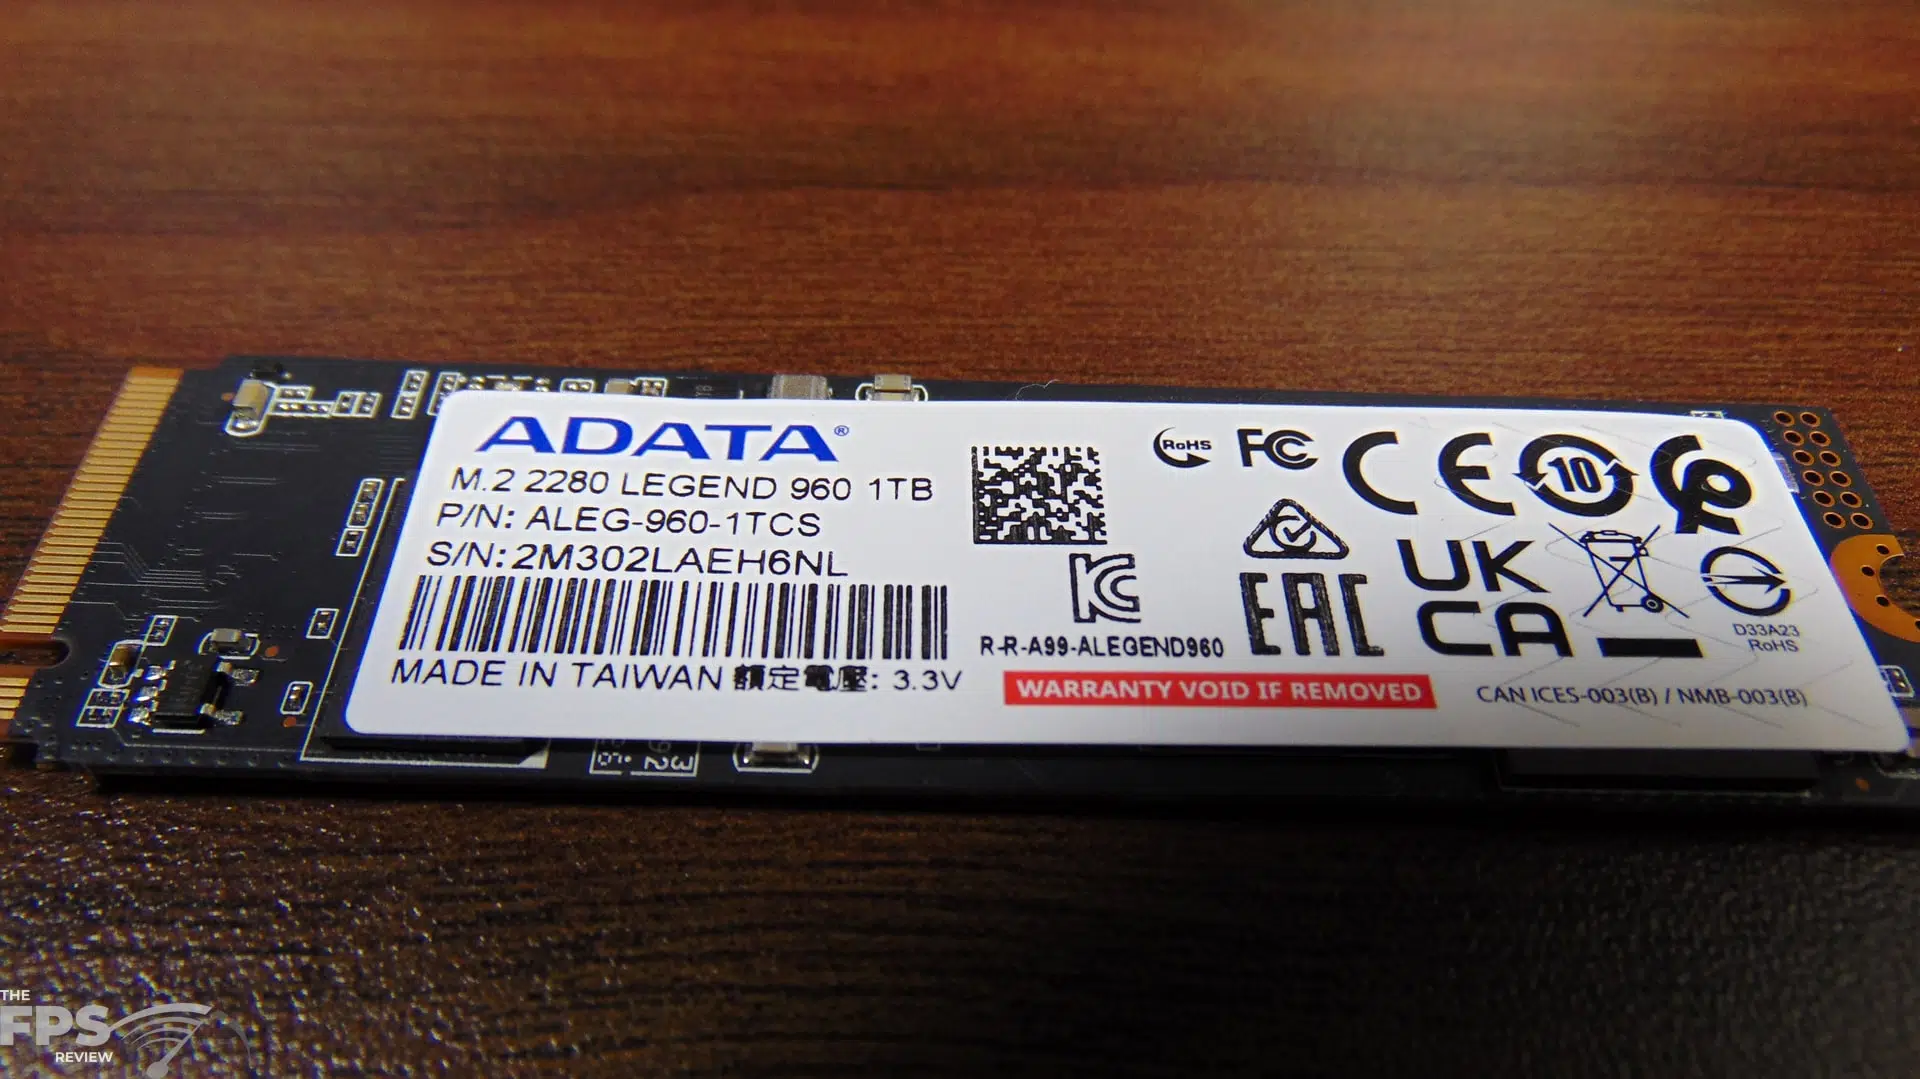 ADATA®
M.2 2280 LEGEND 960 1TB
P/N: ALEG-960-1TCS
S/N: 2M302LAEH6NL
MADE IN TAIWAN 額定電壓: 3.3V
R-R-A99-ALEGEND960
WARRANTY VOID IF REMOVED
RoHS
FC
CE
10
EAC
UK
CA
D33A23
RoHS
CAN ICES-003(B) / NMB-003(B)
THE
FPS
REVIEW